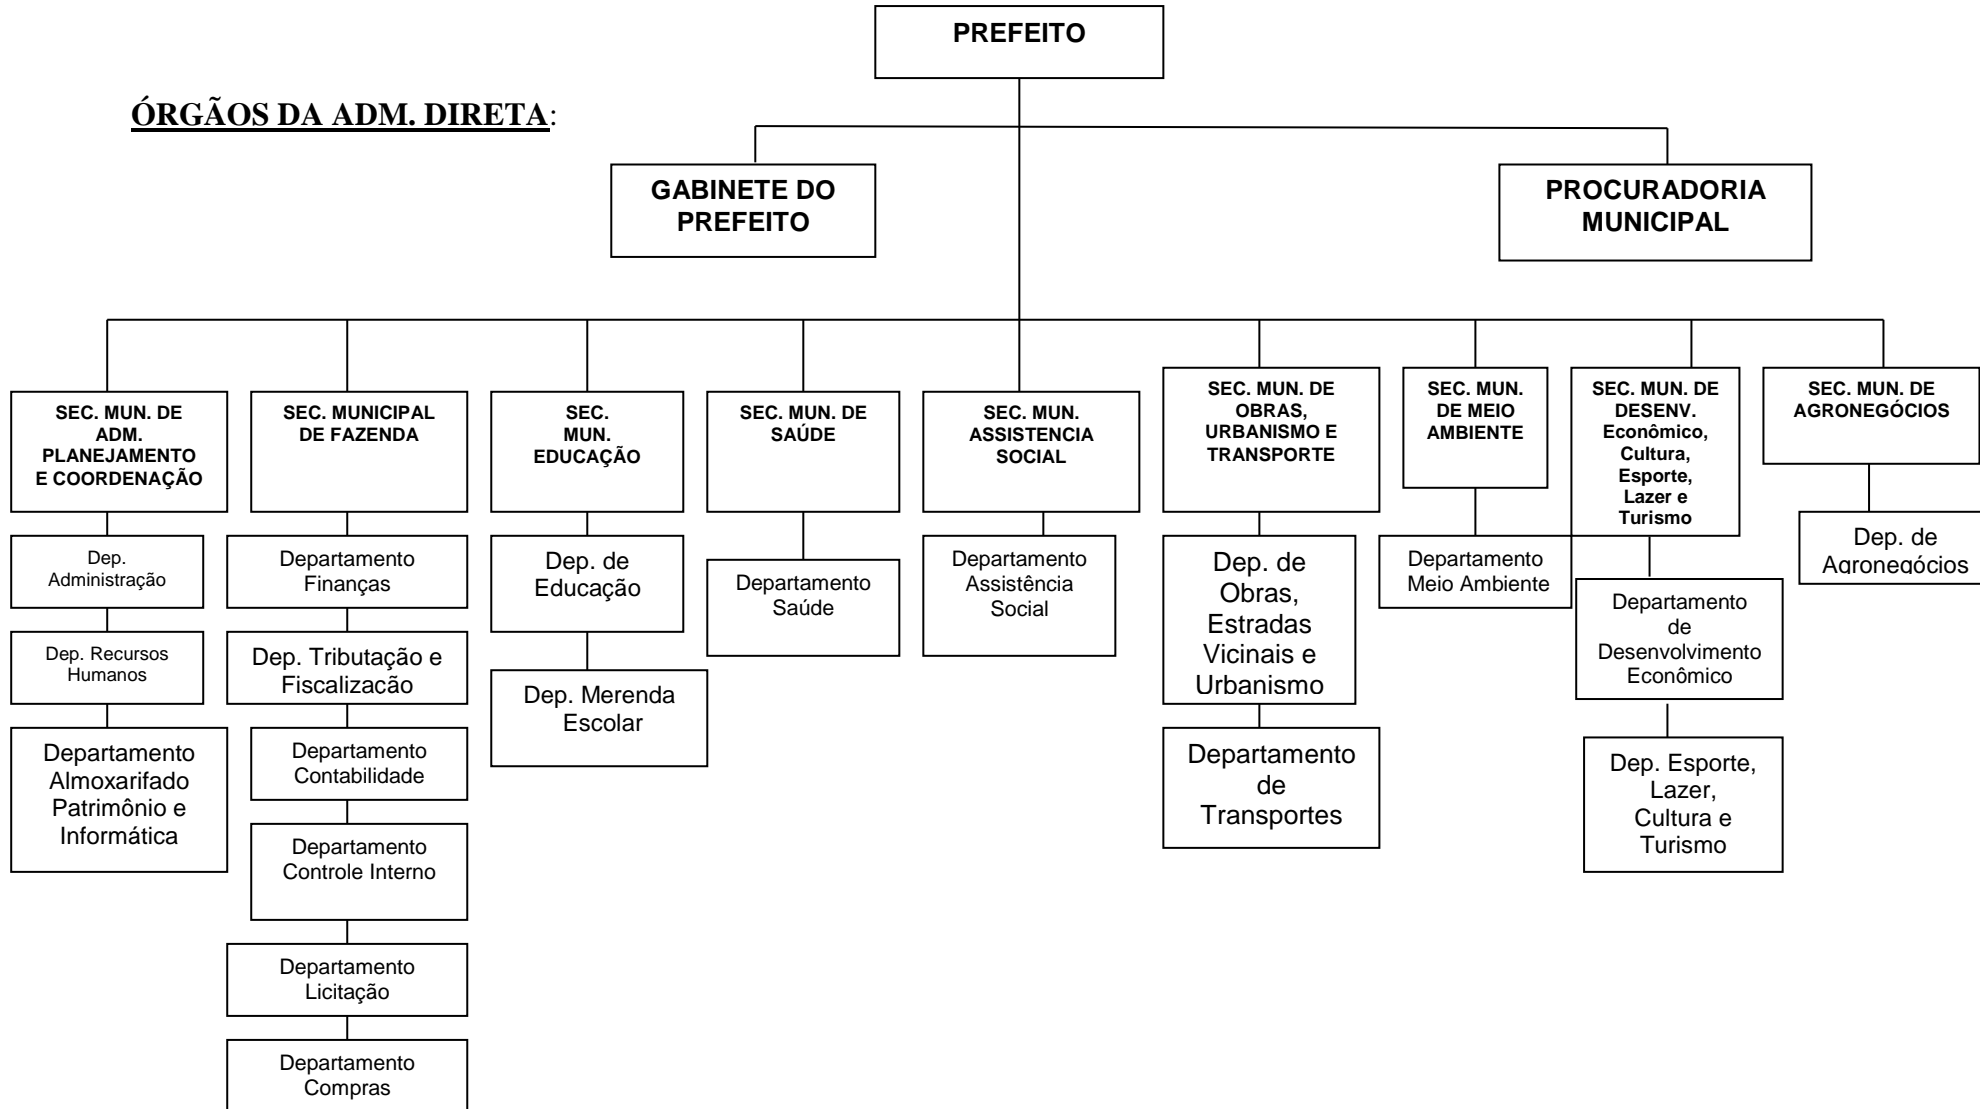 PREFEITO
ÓRGÃOS DA ADM. DIRETA:
GABINETE DO
PREFEITO
PROCURADORIA
MUNICIPAL
SEC. MUN. DE
ADM.
PLANEJAMENTO
E COORDENAÇÃO
SEC. MUNICIPAL
DE FAZENDA
SEC.
MUN.
EDUCAÇÃO
SEC. MUN. DE
SAÚDE
SEC. MUN.
ASSISTENCIA
SOCIAL
SEC. MUN. DE
OBRAS,
URBANISMO E
TRANSPORTE
SEC. MUN.
DE MEIO
AMBIENTE
SEC. MUN. DE
DESENV.
Econômico,
Cultura,
Esporte,
Lazer e
Turismo
SEC. MUN. DE
AGRONEGÓCIOS
Dep.
Administração
Dep. Recursos
Humanos
Departamento
Almoxarifado
Patrimônio e
Informática
Departamento
Finanças
Dep. Tributação e
Fiscalização
Departamento
Contabilidade
Departamento
Controle Interno
Departamento
Licitação
Departamento
Compras
Dep. de
Educação
Dep. Merenda
Escolar
Departamento
Saúde
Departamento
Assistência
Social
Dep. de
Obras,
Estradas
Vicinais e
Urbanismo
Departamento
de
Transportes
Departamento
Meio Ambiente
Departamento
de
Desenvolvimento
Econômico
Dep. Esporte,
Lazer,
Cultura e
Turismo
Dep. de
Agronegócios